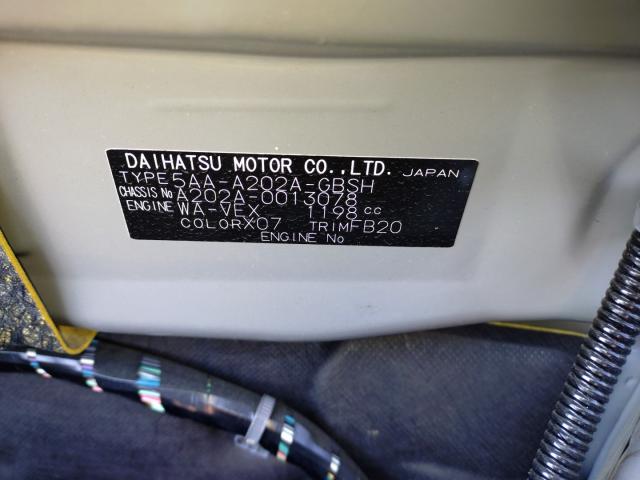 DAIHATSU MOTOR CO.,LTD. JAPAN
TYPE 5AA-A202A-GBSH
CHASSIS No A202A-0013078
ENGINE WA-VEX 1198 cc
COLOR X07 TRIM FB20
ENGINE No